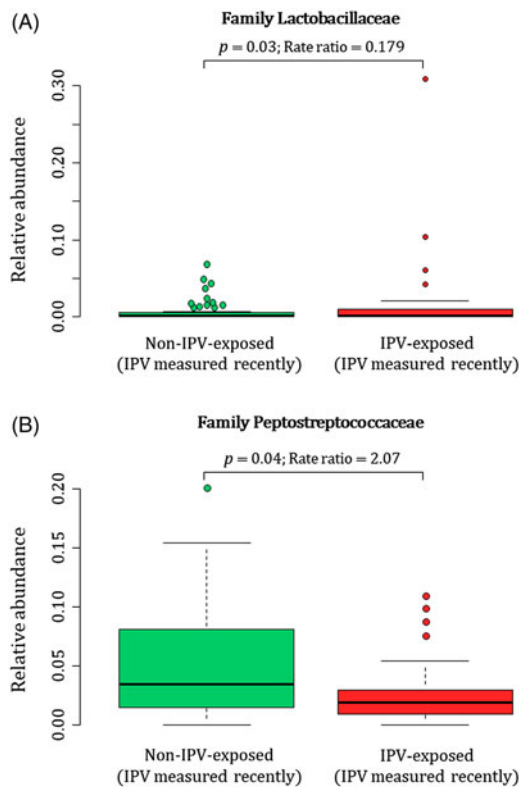 (A)
Family Lactobacillaceae
p = 0.03; Rate ratio = 0.179
Relative abundance
0.30
0.10
0.00
Non-IPV-exposed
(IPV measured recently)
IPV-exposed
(IPV measured recently)
(B)
Family Peptostreptococcaceae
p = 0.04; Rate ratio = 2.07
Relative abundance
0.20
0.15
0.10
0.05
0.00
Non-IPV-exposed
(IPV measured recently)
IPV-exposed
(IPV measured recently)